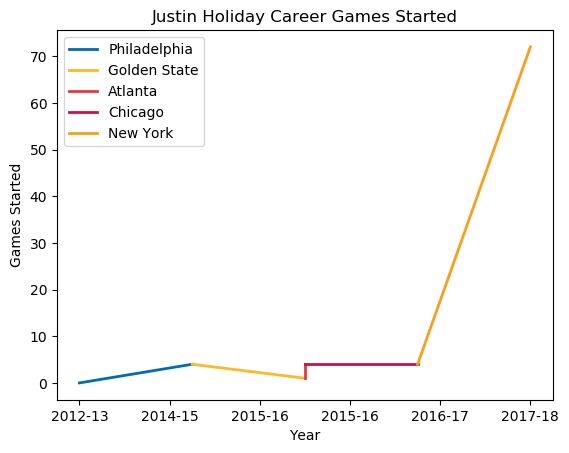 Justin Holiday Career Games Started
Philadelphia
Golden State
Atlanta
Chicago
New York
70
60
50
40
30
20
10
0
Games Started
2012-13 2014-15 2015-16 2015-16 2016-17 2017-18
Year